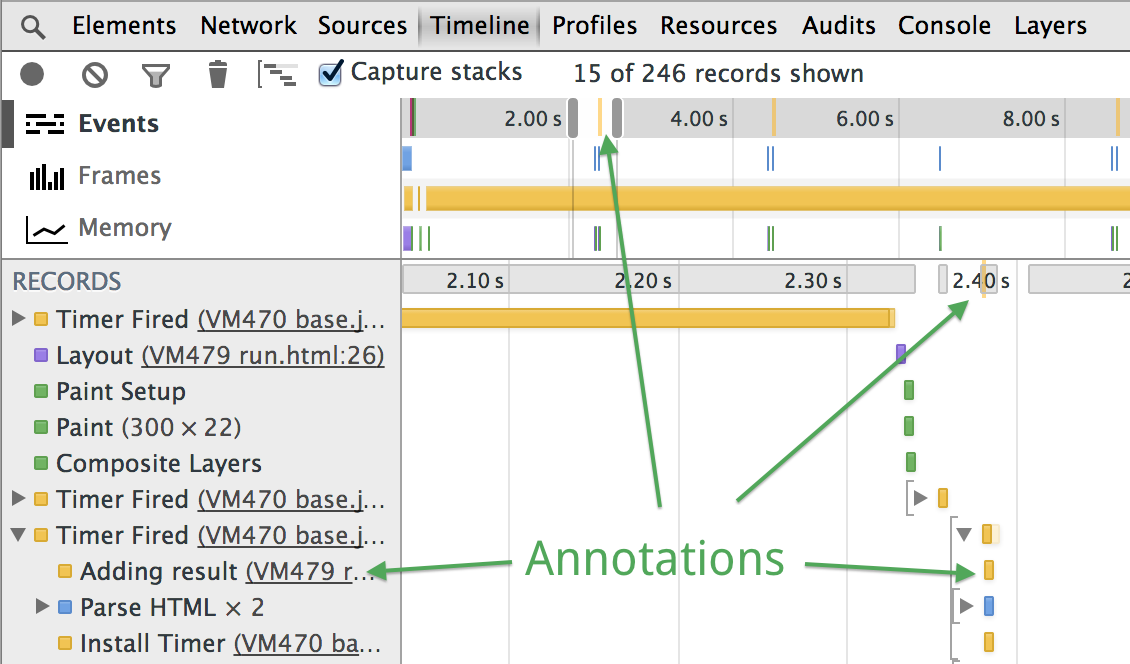 Elements Network Sources Timeline Profiles Resources Audits Console Layers
Capture stacks 15 of 246 records shown
Events
2.00 s 4.00 s 6.00 s 8.00 s
Frames
Memory
RECORDS
2.10 s 2.20 s 2.30 s 2.40 s 2
Timer Fired (VM470 base.j…
Layout (VM479 run.html:26)
Paint Setup
Paint (300 × 22)
Composite Layers
Timer Fired (VM470 base.j…
Timer Fired (VM470 base.j…
Annotations
Adding result (VM479 r…
Parse HTML × 2
Install Timer (VM470 ba…